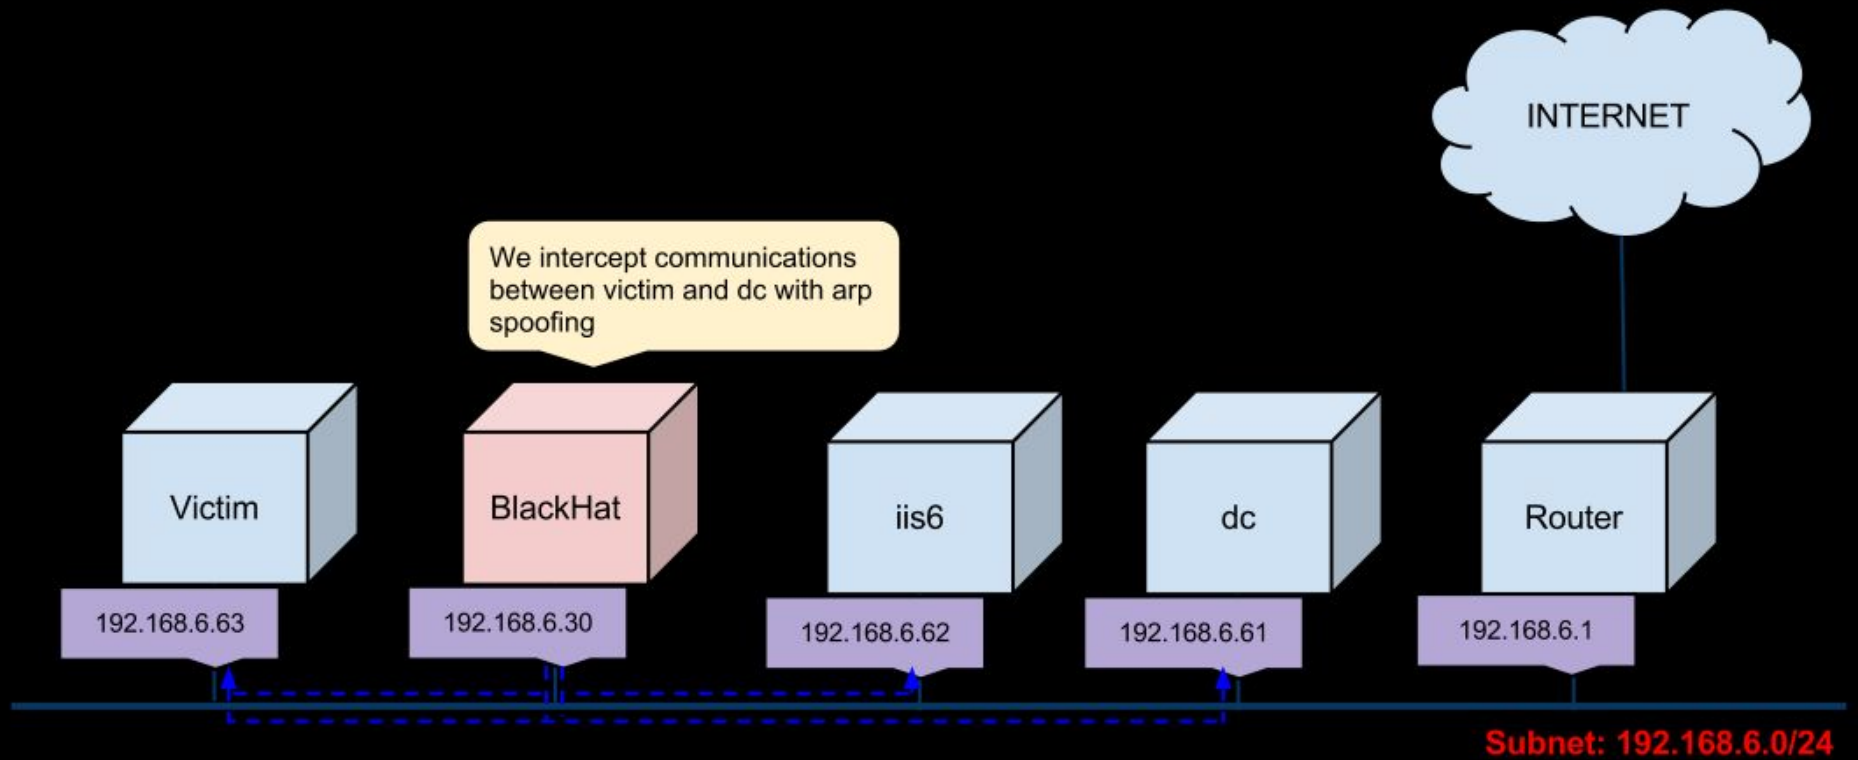 INTERNET
We intercept communications
between victim and dc with arp
spoofing
Victim
BlackHat
iis6
dc
Router
192.168.6.63
192.168.6.30
192.168.6.62
192.168.6.61
192.168.6.1
Subnet: 192.168.6.0/24